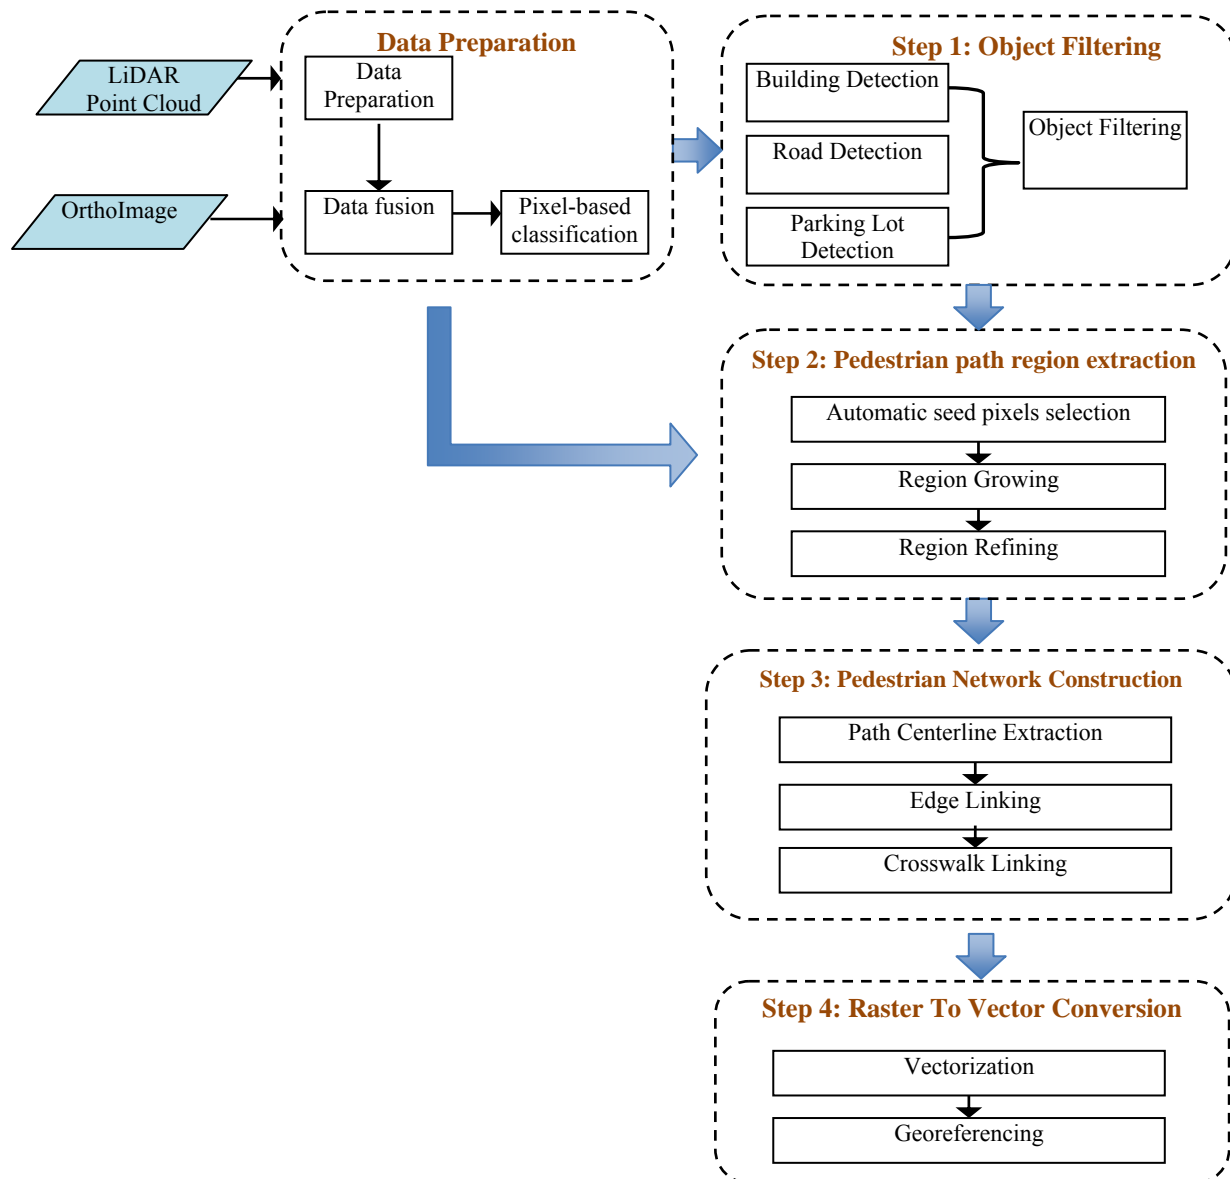 LiDAR
Point Cloud
OrthoImage
Data Preparation
Data
Preparation
Data fusion
Pixel-based
classification
Step 1: Object Filtering
Building Detection
Road Detection
Parking Lot
Detection
Object Filtering
Step 2: Pedestrian path region extraction
Automatic seed pixels selection
Region Growing
Region Refining
Step 3: Pedestrian Network Construction
Path Centerline Extraction
Edge Linking
Crosswalk Linking
Step 4: Raster To Vector Conversion
Vectorization
Georeferencing